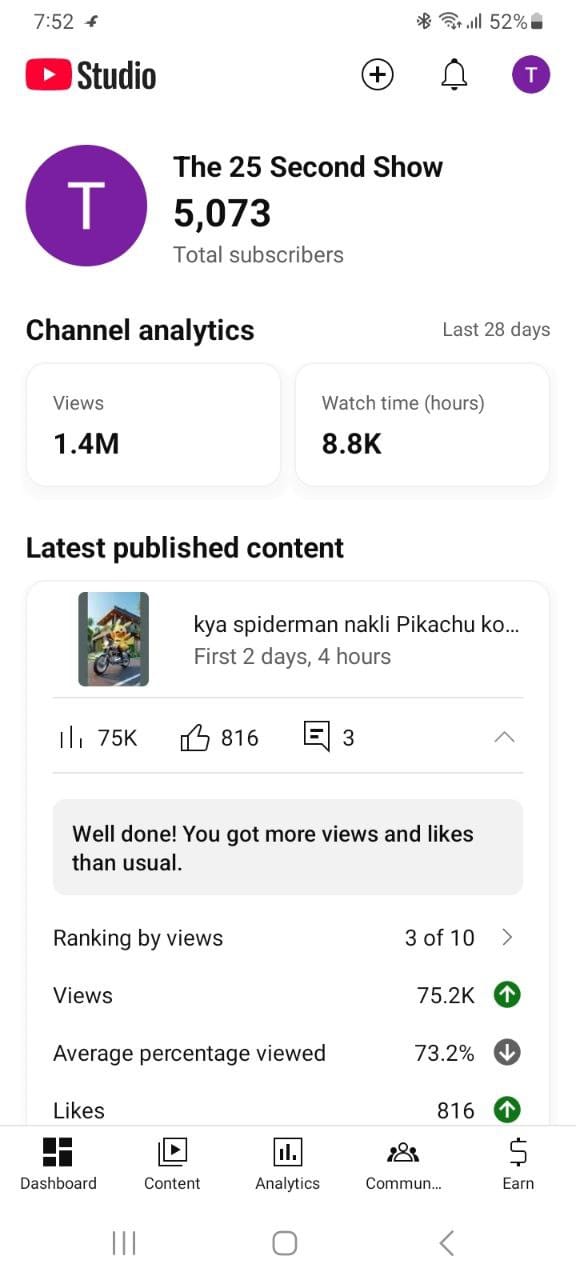 7:52
52%
Studio
T
T
The 25 Second Show
5,073
Total subscribers
Channel analytics
Last 28 days
Views
1.4M
Watch time (hours)
8.8K
Latest published content
kya spiderman nakli Pikachu ko...
First 2 days, 4 hours
75K
816
3
Well done! You got more views and likes
than usual.
Ranking by views
3 of 10
Views
75.2K
Average percentage viewed
73.2%
Likes
816
Dashboard
Content
Analytics
Commun...
Earn